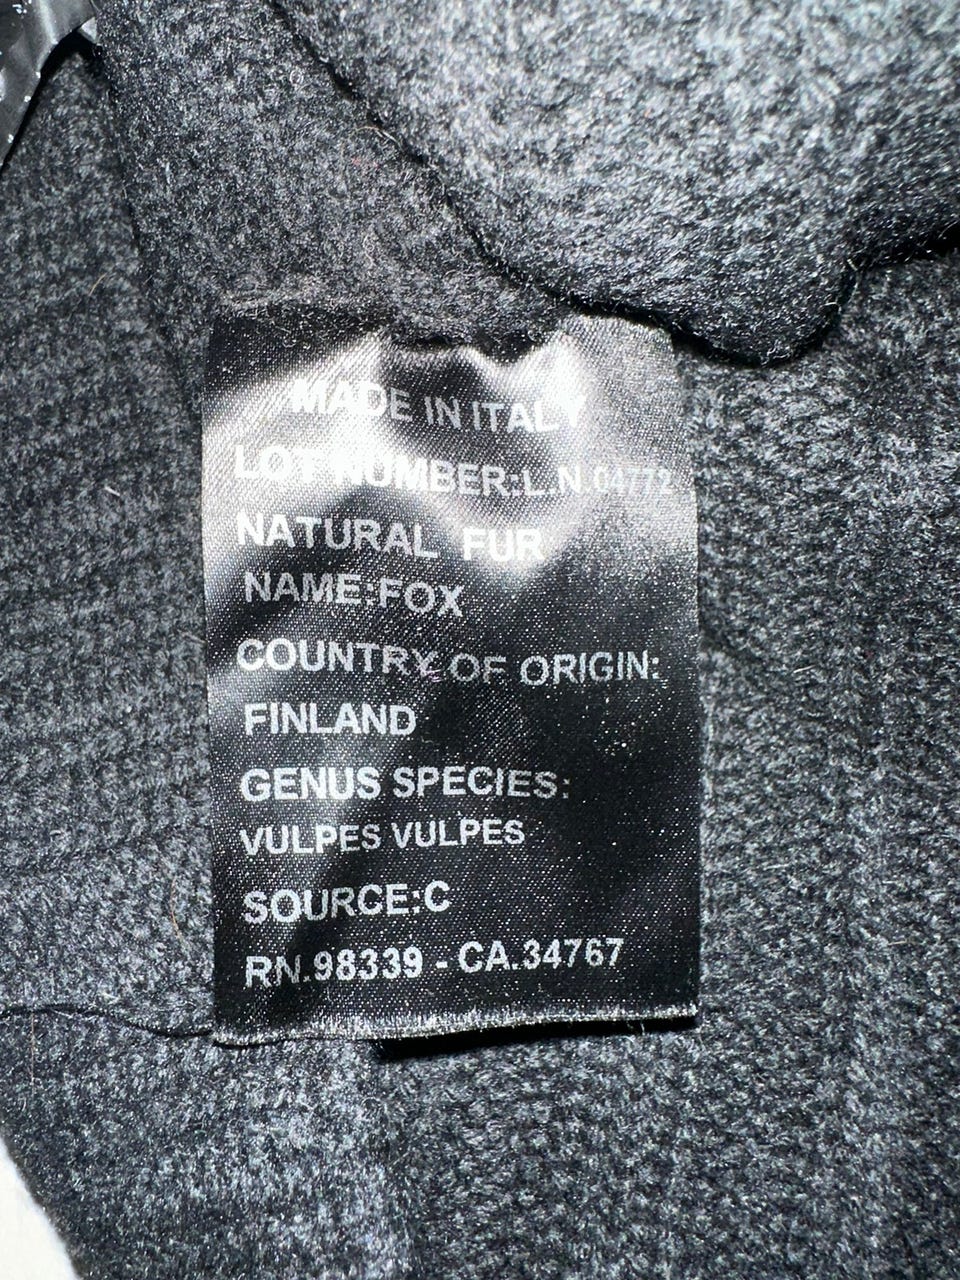 MADE IN ITALY
LOT NUMBER:L.N.04772
NATURAL FUR
NAME:FOX
COUNTRY OF ORIGIN:
FINLAND
GENUS SPECIES:
VULPES VULPES
SOURCE:C
RN.98339 - CA.34767